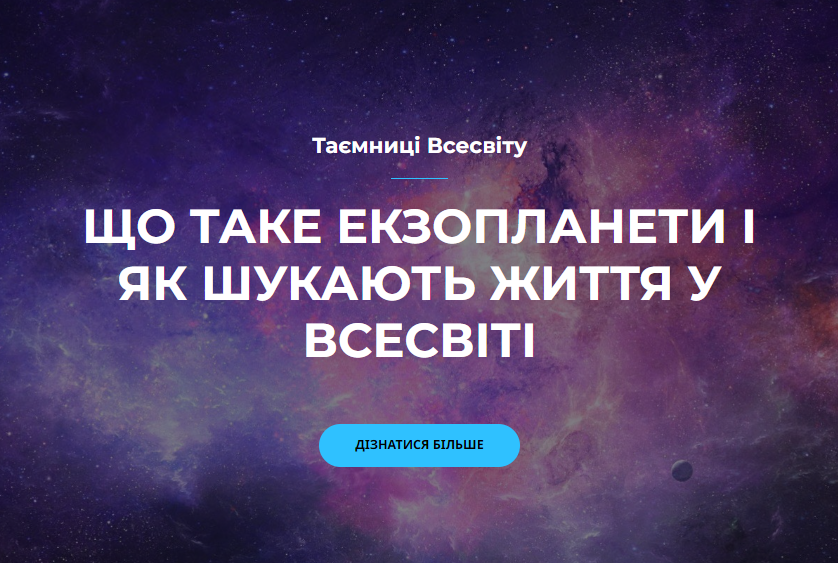 Таємниці Всесвіту
ЩО ТАКЕ ЕКЗОПЛАНЕТИ І
ЯК ШУКАЮТЬ ЖИТТЯ У
ВСЕСВІТІ
ДІЗНАТИСЯ БІЛЬШЕ